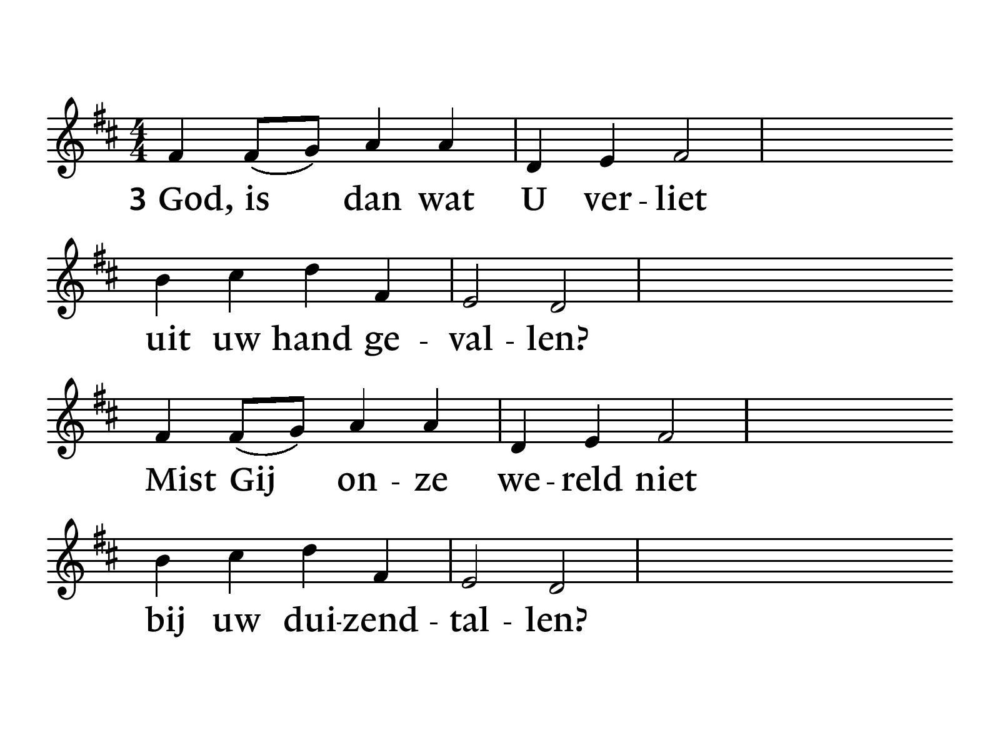 3 God, is dan wat U ver - liet
uit uw hand ge - val - len?
Mist Gij on - ze we - reld niet
bij uw dui - zend - tal - len?